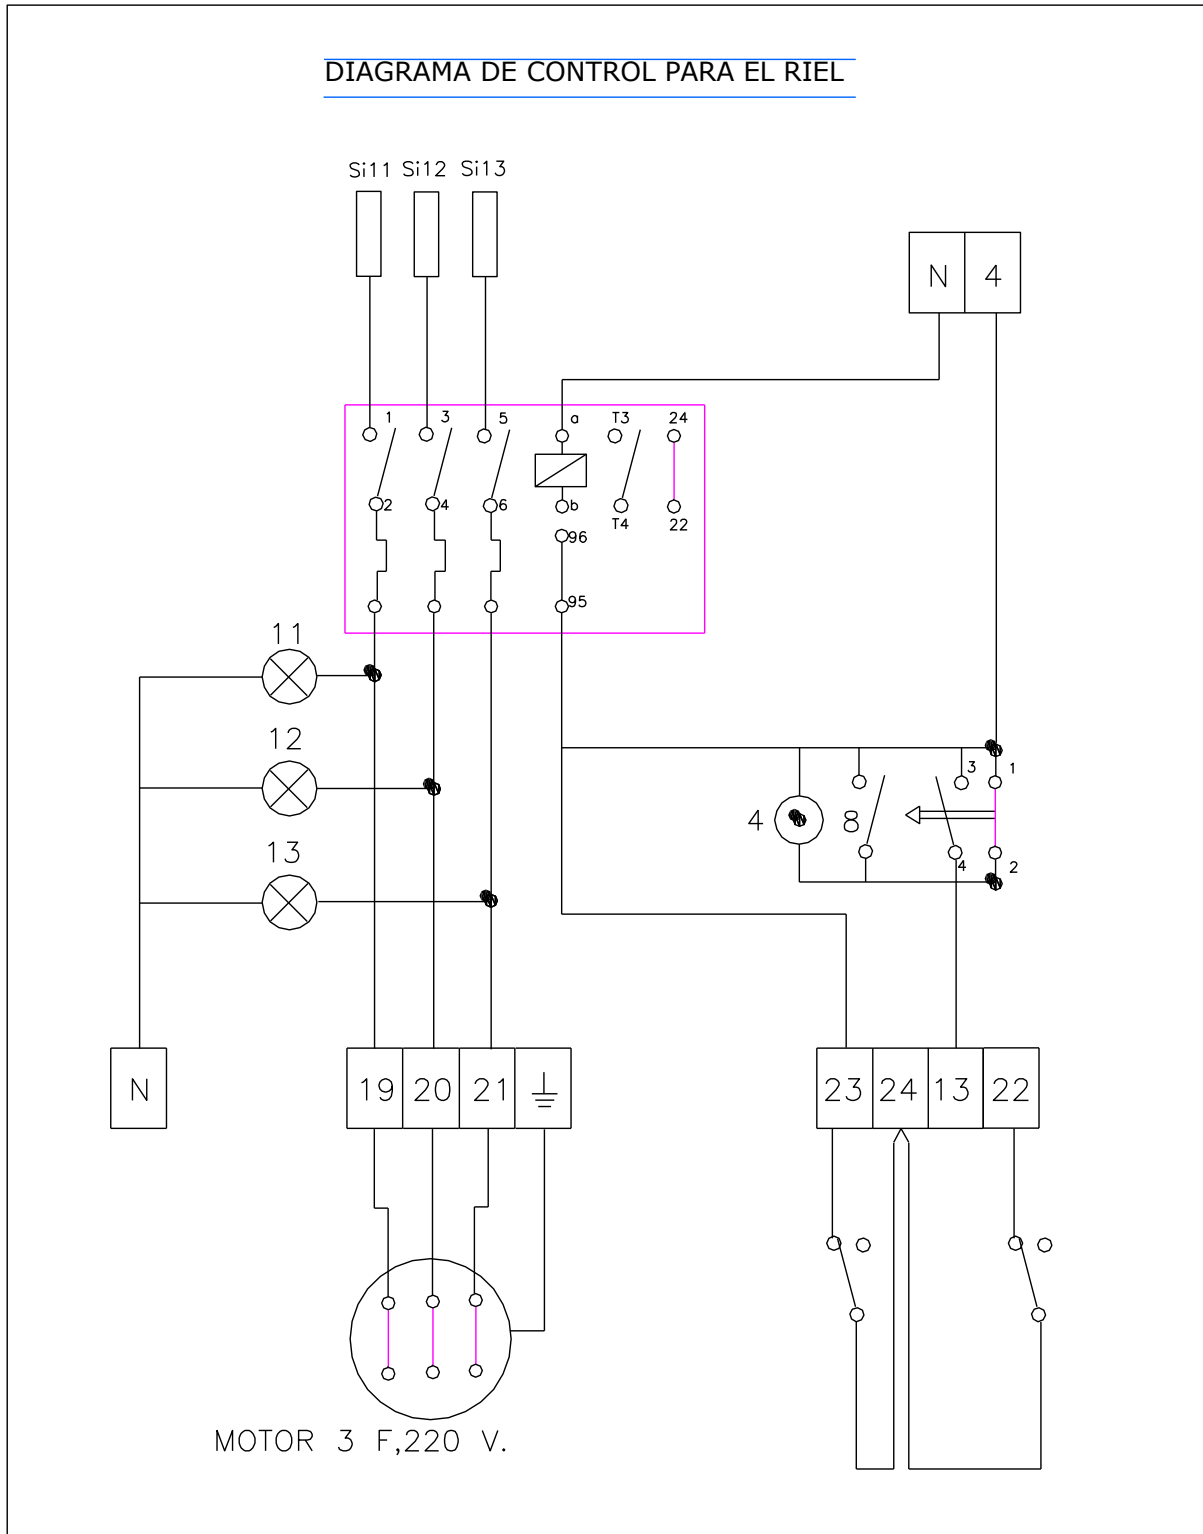 DIAGRAMA DE CONTROL PARA EL RIEL
Si11 Si12 Si13
N 4
1 3 5 a T3 24
2 4 6 b T4 22
96
95
11
12
3 1
4 8
13
4 2
N 19 20 21 23 24 13 22
MOTOR 3 F,220 V.